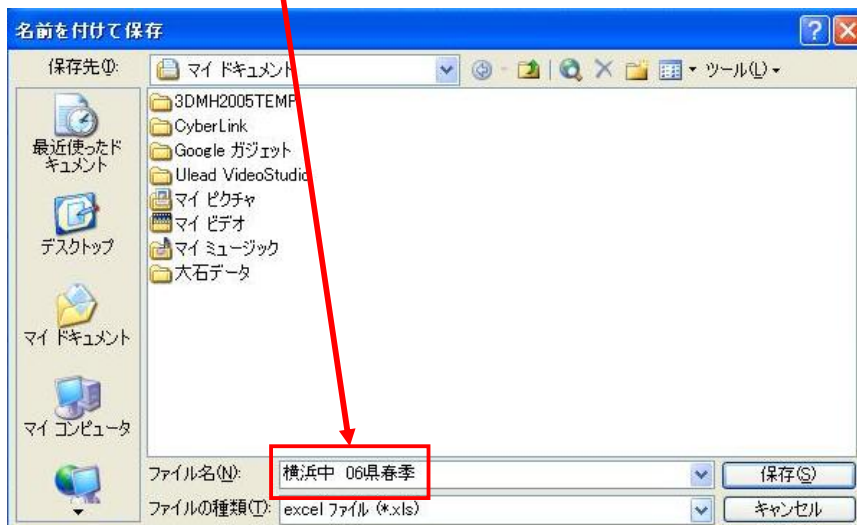 名前を付けて保存
保存先(I):
マイ ドキュメント
ツール(L)
3DMH2005TEMP
CyberLink
Google ガジェット
Ulead VideoStudio
マイ ピクチャ
マイ ビデオ
マイ ミュージック
大石データ
最近使ったド
キュメント
デスクトップ
マイ ドキュメント
マイ コンピュータ
ファイル名(N):
横浜中 06県春季
保存(S)
ファイルの種類(T):
excel ファイル (*.xls)
キャンセル